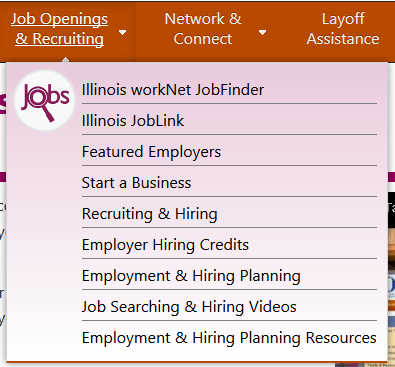 Job Openings
& Recruiting
Network &
Connect
Layoff
Assistance
Jobs
Illinois workNet JobFinder
Illinois JobLink
Featured Employers
Start a Business
Recruiting & Hiring
Employer Hiring Credits
Employment & Hiring Planning
Job Searching & Hiring Videos
Employment & Hiring Planning Resources